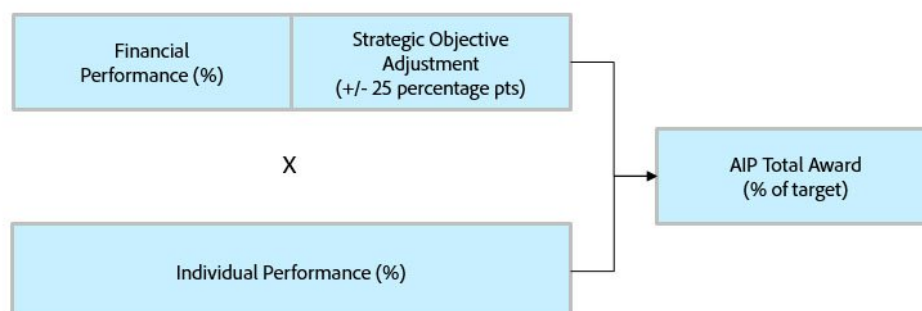 Financial
Performance (%)
Strategic Objective
Adjustment
(+/- 25 percentage pts)
X
AIP Total Award
(% of target)
Individual Performance (%)